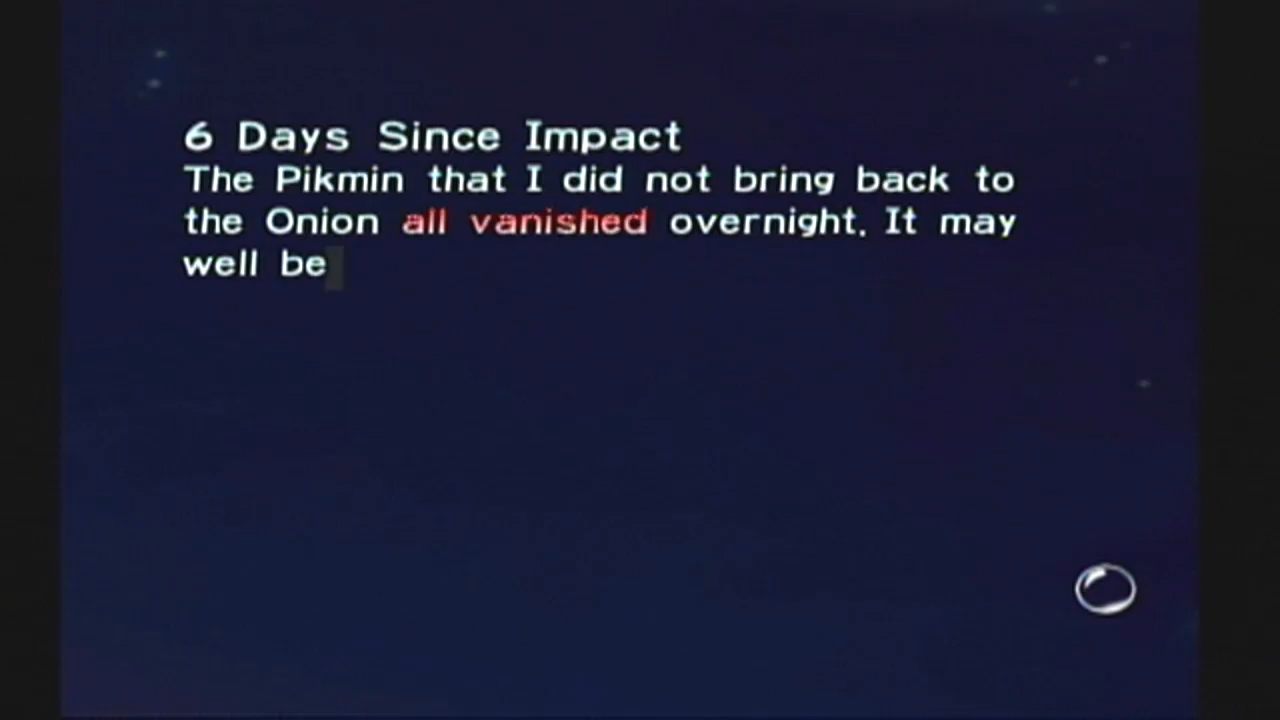 6 Days Since Impact
The Pikmin that I did not bring back to
the Onion all vanished overnight. It may
well be